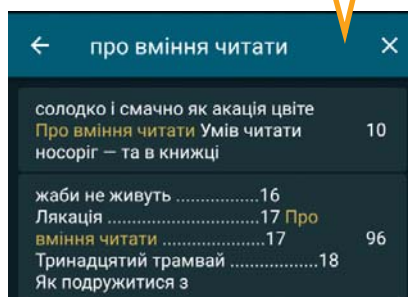 про вміння читати
солодко і смачно як акація цвіте
Про вміння читати Умів читати 10
носоріг — та в книжці
жаби не живуть ................16
Лякація .............................17 Про
вміння читати ....................17 96
Тринадцятий трамвай .................18
Як подружитися з